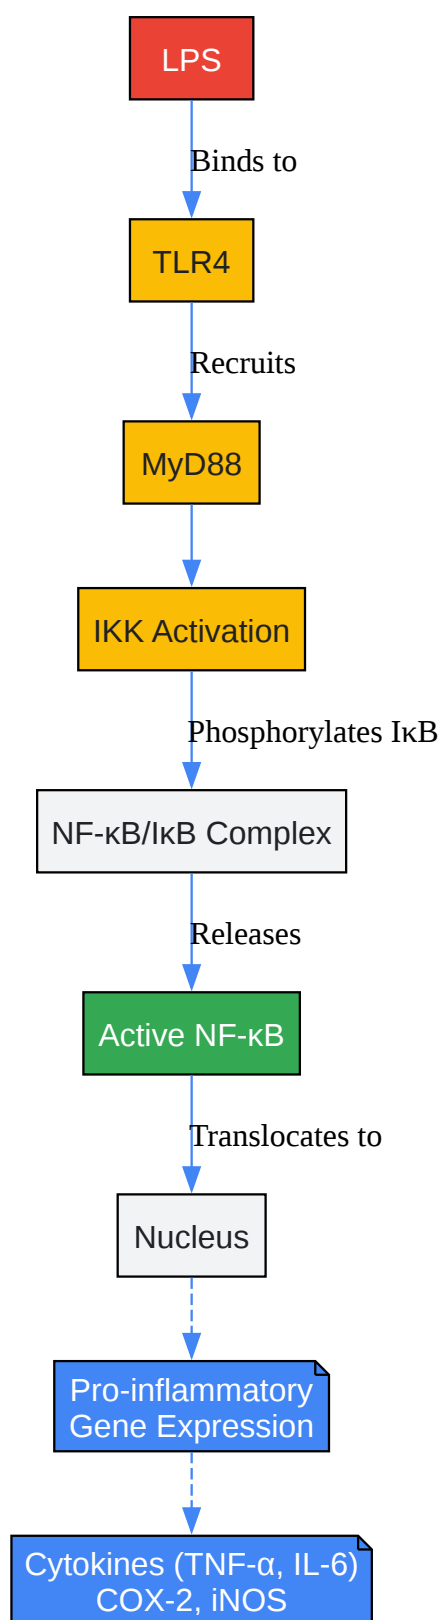 LPS
Binds to
TLR4
Recruits
MyD88
IKK Activation
Phosphorylates IκB
NF-κB/IκB Complex
Releases
Active NF-κB
Translocates to
Nucleus
Pro-inflammatory
Gene Expression
Cytokines (TNF-α, IL-6)
COX-2, iNOS